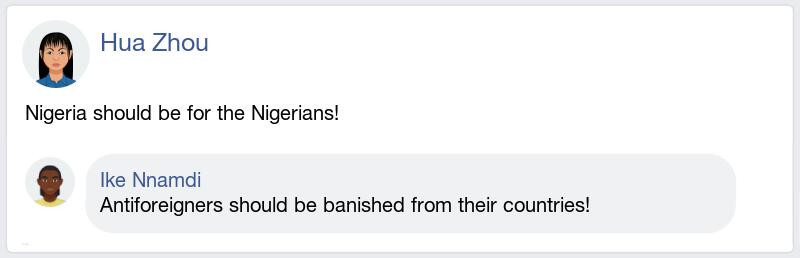 Hua Zhou
Nigeria should be for the Nigerians!
Ike Nnamdi
Antiforeigners should be banished from their countries!